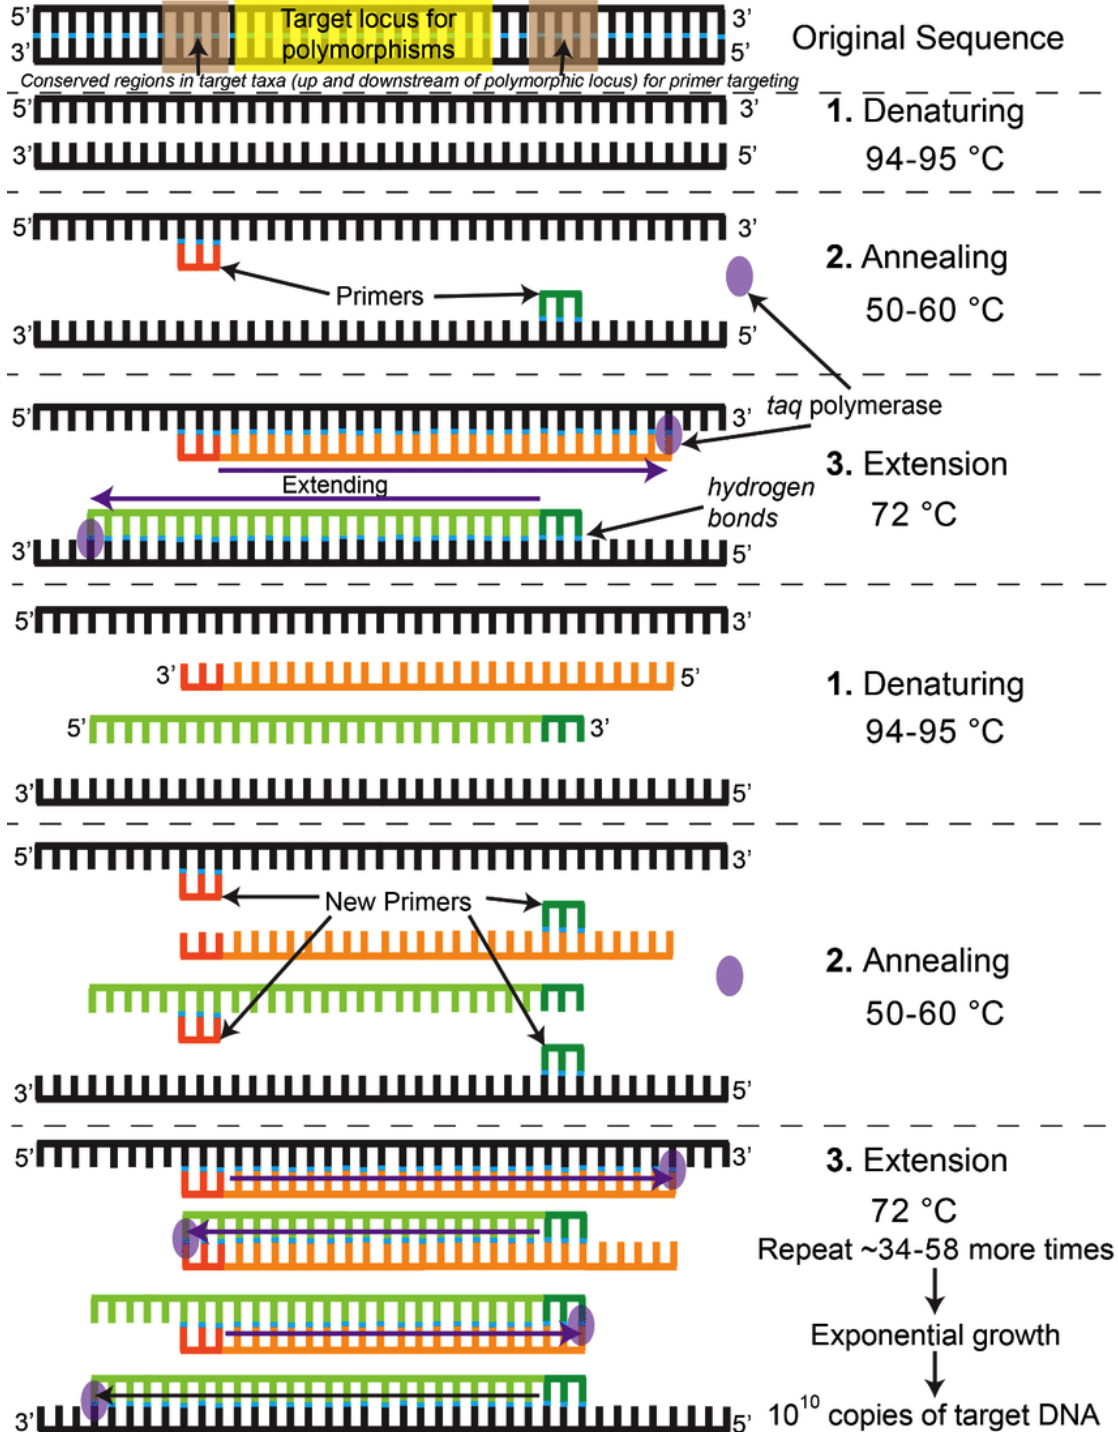 5’
3’
Target locus for
polymorphisms
3’
5’
Original Sequence
Conserved regions in target taxa (up and downstream of polymorphic locus) for primer targeting
5’
3’
1. Denaturing
3’
5’
94-95 °C
5’
3’
2. Annealing
Primers
50-60 °C
3’
5’
taq polymerase
5’
3’
3. Extension
Extending
hydrogen
bonds
72 °C
3’
5’
5’
3’
3’
5’
1. Denaturing
5’
3’
94-95 °C
3’
5’
5’
3’
New Primers
2. Annealing
50-60 °C
3’
5’
5’
3’
3. Extension
72 °C
Repeat ~34-58 more times
Exponential growth
3’
5’
10¹⁰ copies of target DNA